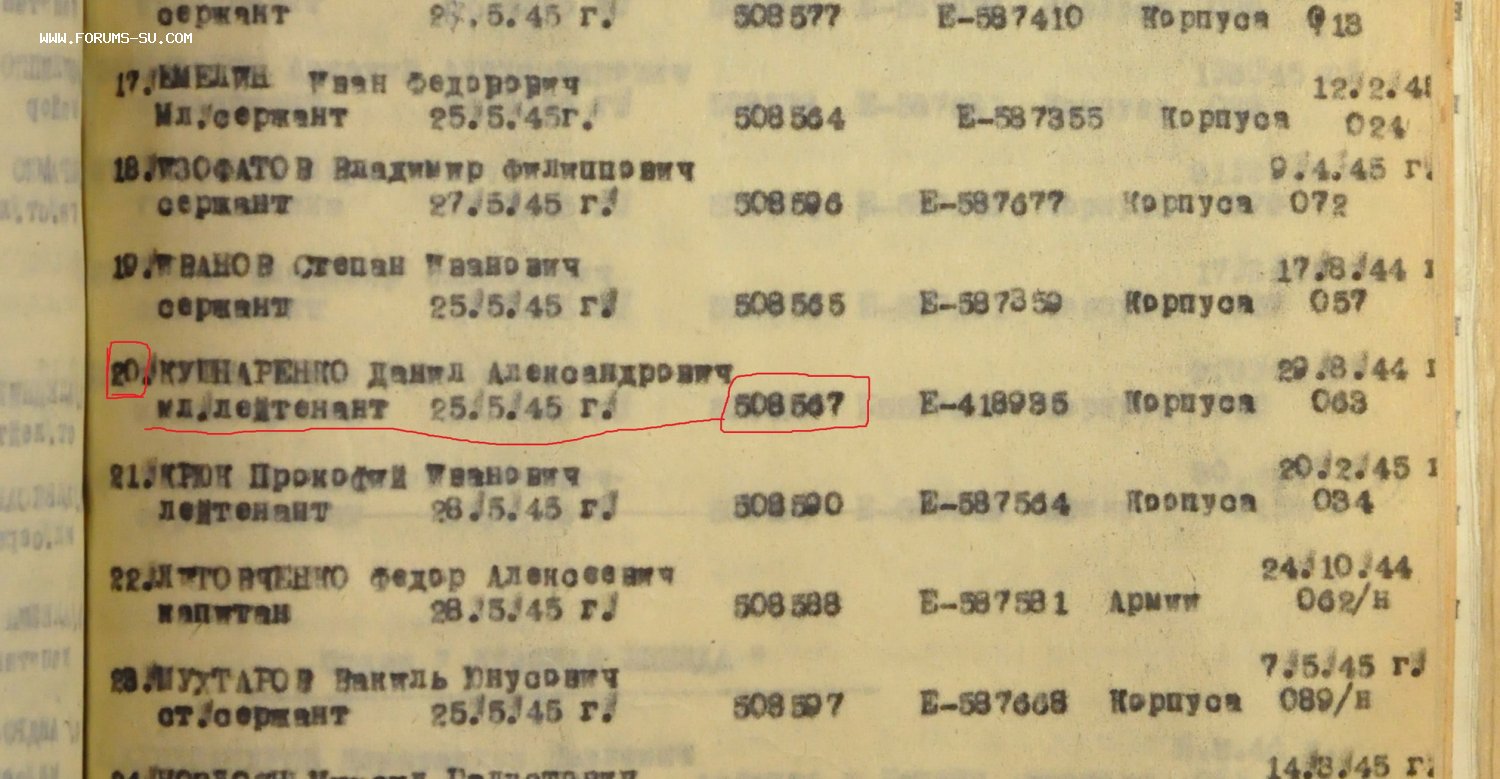 сержант 27.5.45 г. 508577 Е-587410 Корпуса 013
WWW.FORUMS-SU.COM
17. ЕМЕЛИН Иван Федорович 12.2.45
Мл.сержант 25.5.45г. 508564 Е-587355 Корпуса 024
18. ИЗОФАТОВ Владимир Филиппович 9.4.45 г.
сержант 27.5.45 г. 508596 Е-587677 Корпуса 072
19. ИВАНОВ Степан Иванович 17.8.44 г
сержант 25.5.45 г. 508565 Е-587359 Корпуса 057
20. КУШНАРЕНКО Данил Александрович 29.8.44 г
мл.лейтенант 25.5.45 г. 508567 Е-418935 Корпуса 063
21. КРЮК Прокофий Иванович 20.2.45 г
лейтенант 28.5.45 г. 508590 Е-587564 Корпуса 034
22. ЛИТОВЧЕНКО Федор Алексеевич 24.10.44
капитан 28.5.45 г. 508588 Е-587581 Армии 062/н
23. МУХТАРОВ Вакиль Юнусович 7.5.45 г.
ст.сержант 25.5.45 г. 508597 Е-587668 Корпуса 089/н
14.3.45 г.